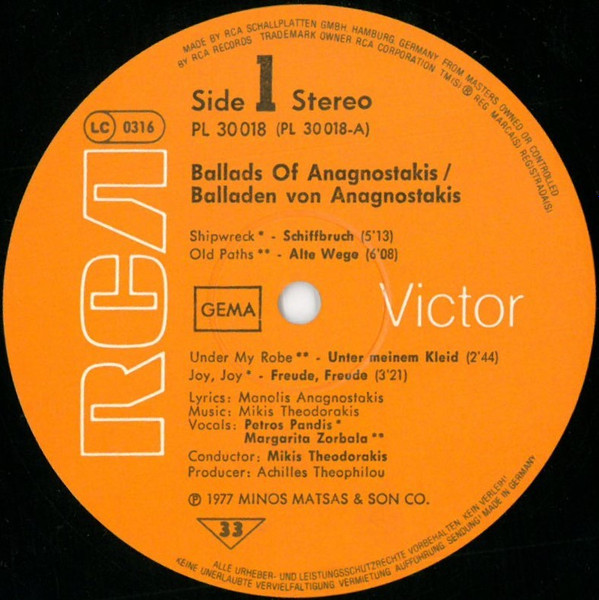 MADE BY RCA SCHALLPLATTEN GMBH, HAMBURG, GERMANY, FROM MASTERS OWNED OR CONTROLLED
BY RCA RECORDS TRADEMARK OWNER RCA CORPORATION TM(S) ® REG MARCA(S) REGISTRADA(S)
Side 1 Stereo
PL 30018 (PL 30018-A)
LC 0316
RCA
Ballads Of Anagnostakis /
Balladen von Anagnostakis
Shipwreck * - Schiffbruch (5'13)
Old Paths ** - Alte Wege (6'08)
GEMA
Victor
Under My Robe ** - Unter meinem Kleid (2'44)
Joy, Joy * - Freude, Freude (3'21)
Lyrics: Manolis Anagnostakis
Music: Mikis Theodorakis
Vocals: Petros Pandis *
Margarita Zorbala **
Conductor: Mikis Theodorakis
Producer: Achilles Theophilou
℗ 1977 MINOS MATSAS & SON CO.
33
ALLE URHEBER- UND LEISTUNGSSCHUTZRECHTE VORBEHALTEN. KEIN VERLEIH!
KEINE UNERLAUBTE VERVIELFÄLTIGUNG, VERMIETUNG, AUFFÜHRUNG, SENDUNG! MADE IN GERMANY